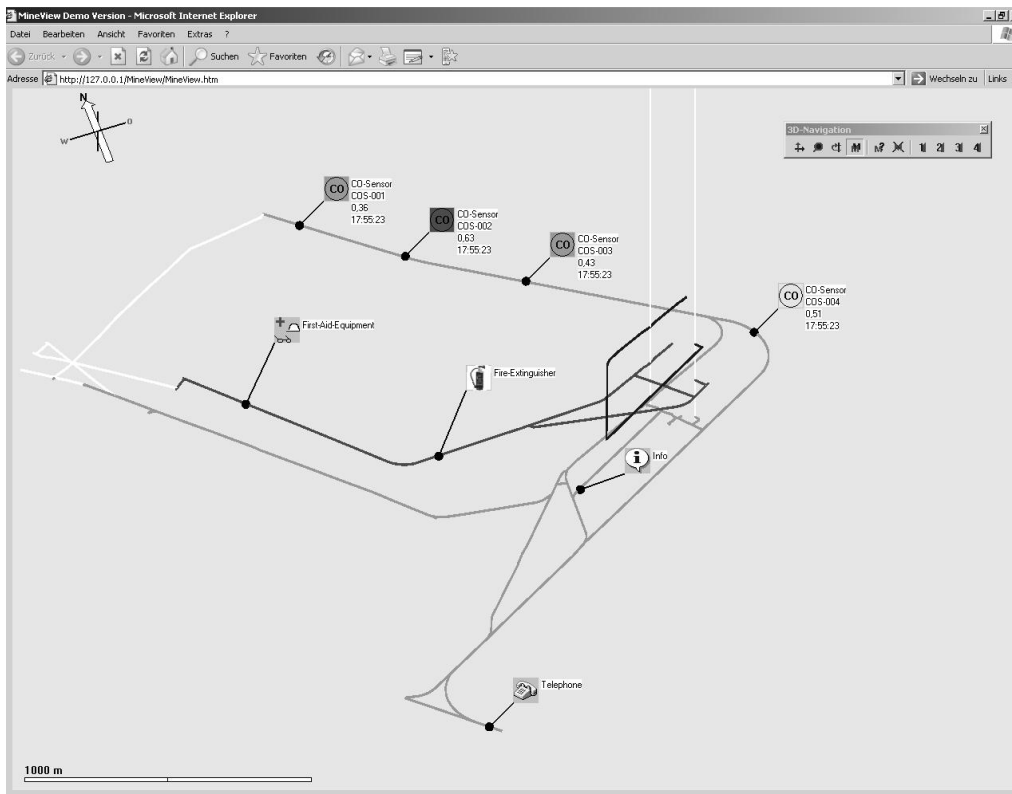 MineView Demo Version - Microsoft Internet Explorer
Datei Bearbeiten Ansicht Favoriten Extras ?
Zurück Suchen Favoriten
Adresse http://127.0.0.1/MineView/MineView.htm Wechseln zu Links
N
W O
3D-Navigation
M? 1 2 3 4
CO CO-Sensor
COS-001
0,36
17:55:23
CO CO-Sensor
COS-002
0,63
17:55:23
CO CO-Sensor
COS-003
0,43
17:55:23
CO CO-Sensor
COS-004
0,51
17:55:23
First-Aid-Equipment
Fire-Extinguisher
i Info
Telephone
1000 m